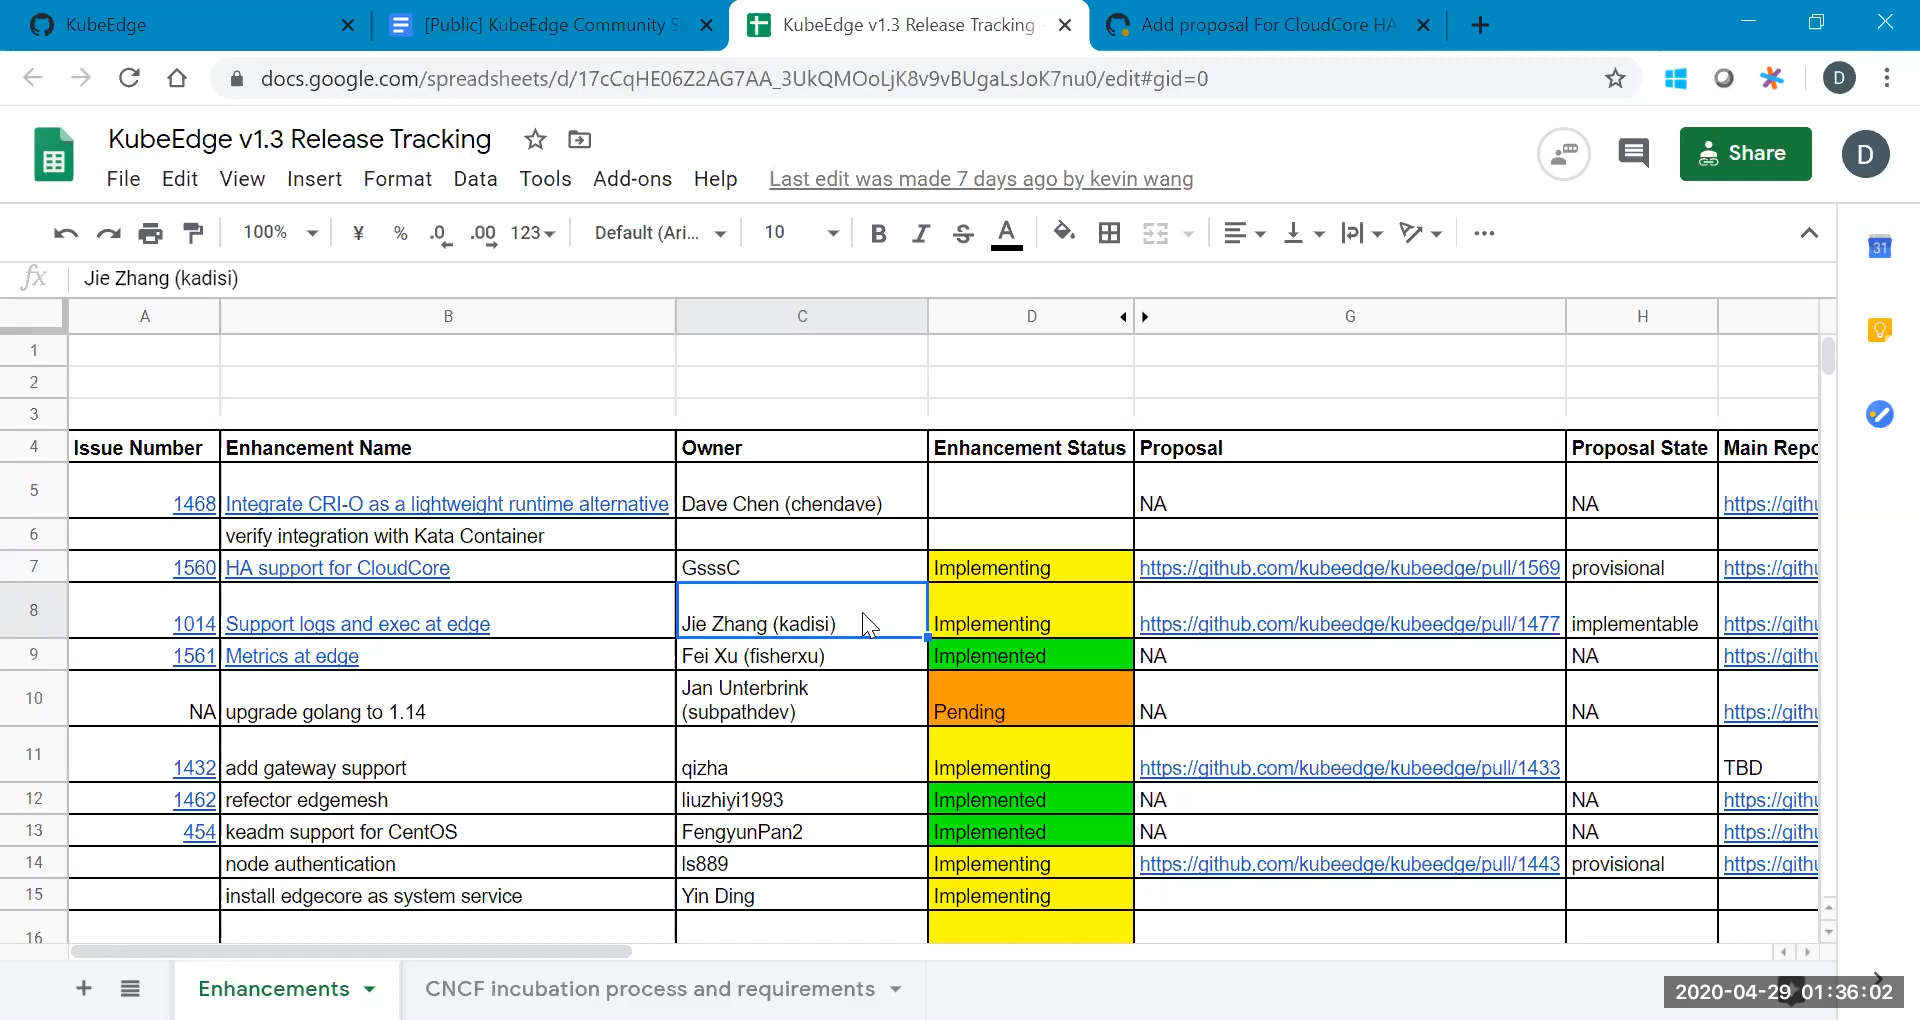 KubeEdge
[Public] KubeEdge Community S
KubeEdge v1.3 Release Tracking
Add proposal For CloudCore HA
docs.google.com/spreadsheets/d/17cCqHE06Z2AG7AA_3UkQMOoLjK8v9vBUgaLsJoK7nu0/edit#gid=0
D
KubeEdge v1.3 Release Tracking
Share
D
File Edit View Insert Format Data Tools Add-ons Help Last edit was made 7 days ago by kevin wang
100% ¥ % .0 .00 123 Default (Ari... 10 B I S A
31
fx Jie Zhang (kadisi)
A B C D G H
1
2
3
4 Issue Number Enhancement Name Owner Enhancement Status Proposal Proposal State Main Repo
5 1468 Integrate CRI-O as a lightweight runtime alternative Dave Chen (chendave) NA NA https://githu
6 verify integration with Kata Container
7 1560 HA support for CloudCore GsssC Implementing https://github.com/kubeedge/kubeedge/pull/1569 provisional https://githu
8 1014 Support logs and exec at edge Jie Zhang (kadisi) Implementing https://github.com/kubeedge/kubeedge/pull/1477 implementable https://githu
9 1561 Metrics at edge Fei Xu (fisherxu) Implemented NA NA https://githu
10 NA upgrade golang to 1.14 Jan Unterbrink (subpathdev) Pending NA NA https://githu
11 1432 add gateway support qizha Implementing https://github.com/kubeedge/kubeedge/pull/1433 TBD
12 1462 refector edgemesh liuzhiyi1993 Implemented NA NA https://githu
13 454 keadm support for CentOS FengyunPan2 Implemented NA NA https://githu
14 node authentication ls889 Implementing https://github.com/kubeedge/kubeedge/pull/1443 provisional https://githu
15 install edgecore as system service Yin Ding Implementing
16
Enhancements CNCF incubation process and requirements
2020-04-29 01:36:02